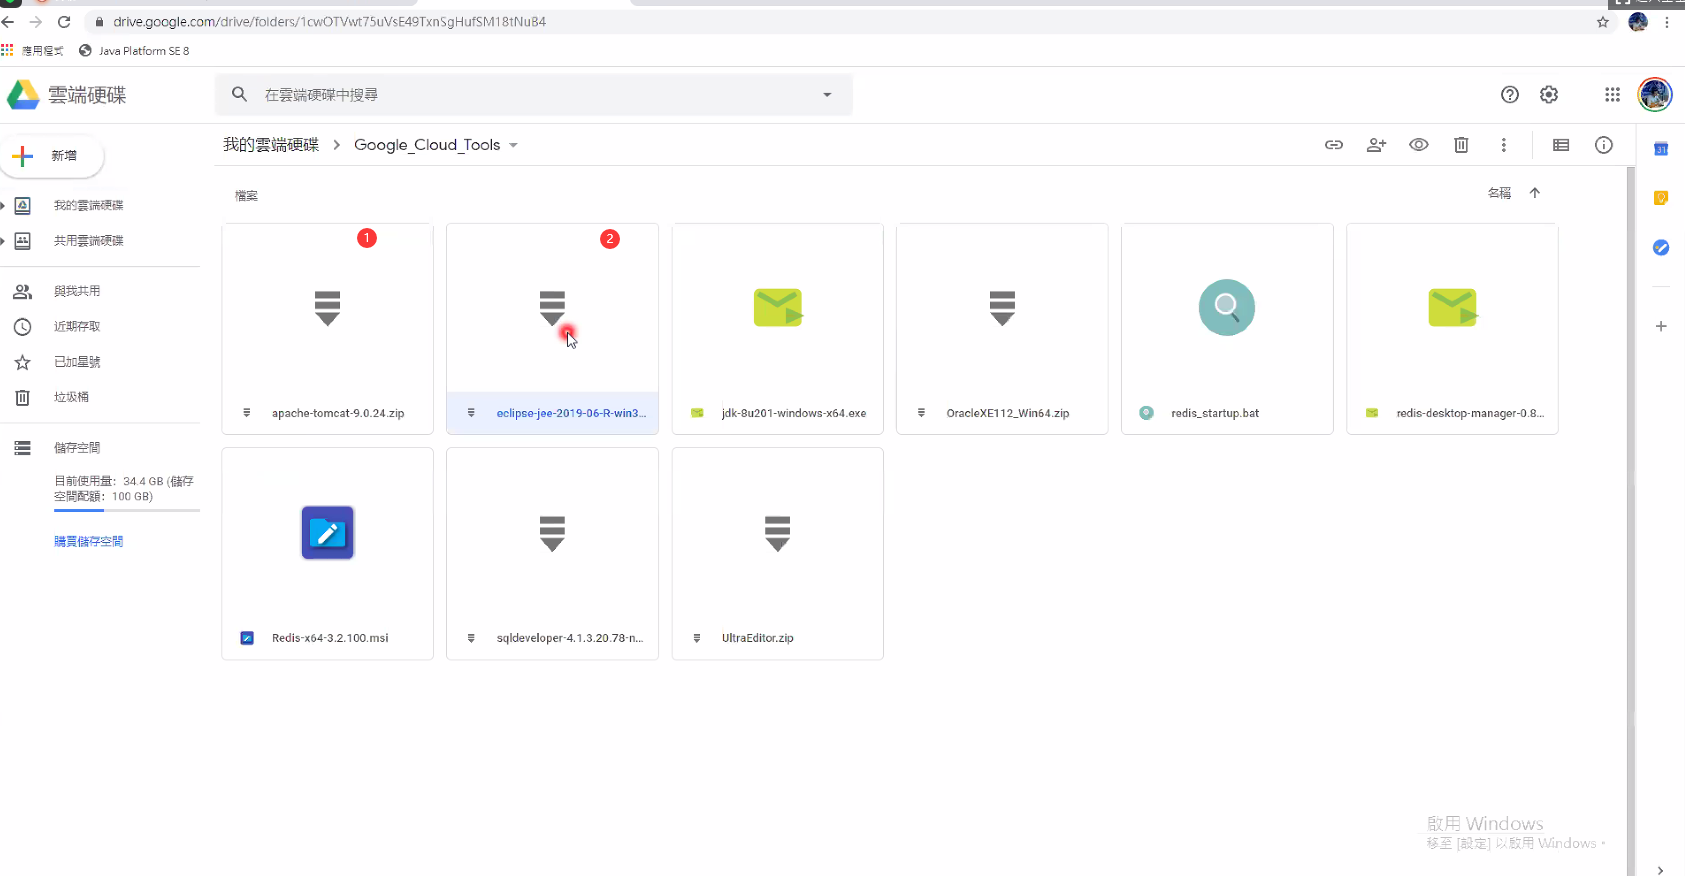 drive.google.com/drive/folders/1cwOTVwt75uVsE49TxnSgHufSM18tNuB4
應用程式
Java Platform SE 8
雲端硬碟
在雲端硬碟中搜尋
新增
我的雲端硬碟
Google_Cloud_Tools
我的雲端硬碟
共用雲端硬碟
與我共用
近期存取
已加星號
垃圾桶
儲存空間
目前使用量：34.4 GB (儲存
空間配額：100 GB)
購買儲存空間
檔案
名稱
1
2
apache-tomcat-9.0.24.zip
eclipse-jee-2019-06-R-win3...
jdk-8u201-windows-x64.exe
OracleXE112_Win64.zip
redis_startup.bat
redis-desktop-manager-0.8...
Redis-x64-3.2.100.msi
sqldeveloper-4.1.3.20.78-n...
UltraEditor.zip
31
啟用 Windows
移至 [設定] 以啟用 Windows。